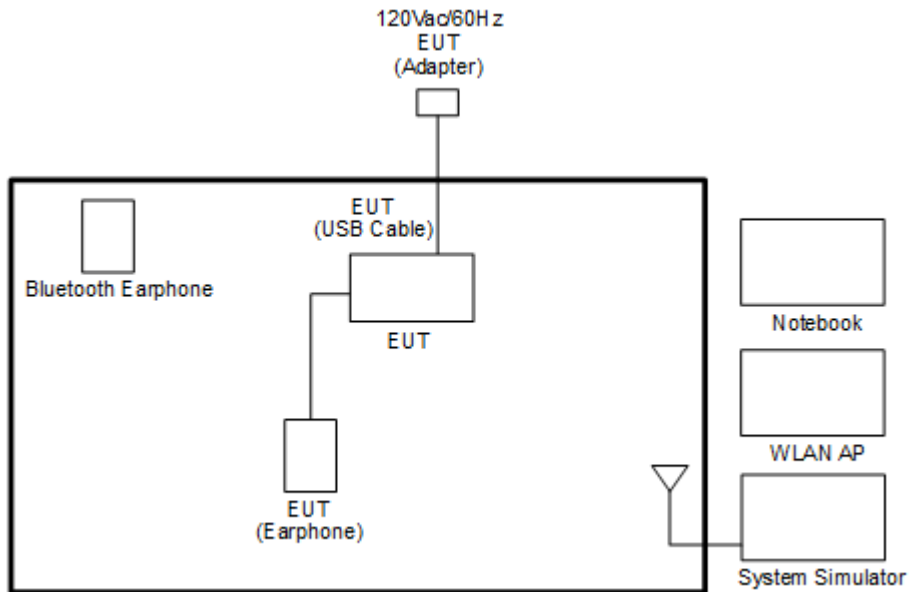 120Vac/60Hz
EUT
(Adapter)
EUT
(USB Cable)
Bluetooth Earphone
EUT
Notebook
WLAN AP
EUT
(Earphone)
System Simulator